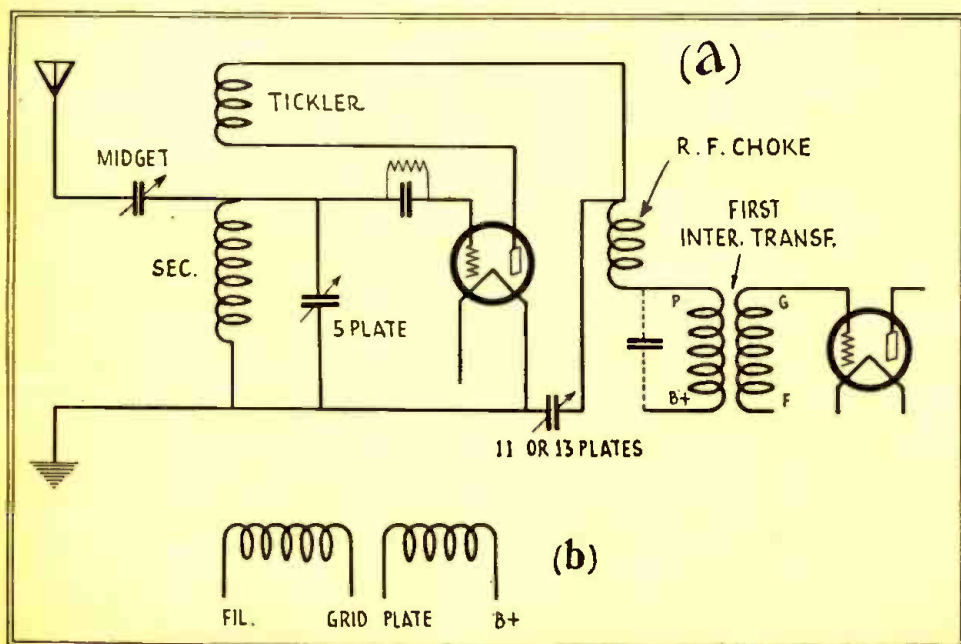 (a)
TICKLER
R. F. CHOKE
MIDGET
FIRST
INTER. TRANSF.
SEC.
5 PLATE
P
G
B+
F
11 OR 13 PLATES
(b)
FIL.
GRID
PLATE
B+